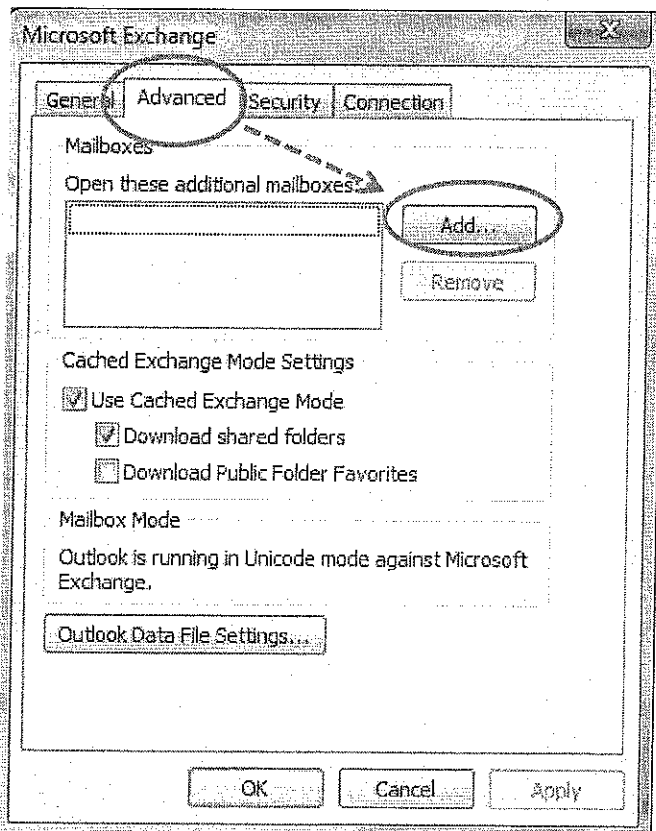 Microsoft Exchange
General Advanced Security Connection
Mailboxes
Open these additional mailboxes:
Add...
Remove
Cached Exchange Mode Settings
Use Cached Exchange Mode
Download shared folders
Download Public Folder Favorites
Mailbox Mode
Outlook is running in Unicode mode against Microsoft
Exchange.
Outlook Data File Settings...
OK Cancel Apply